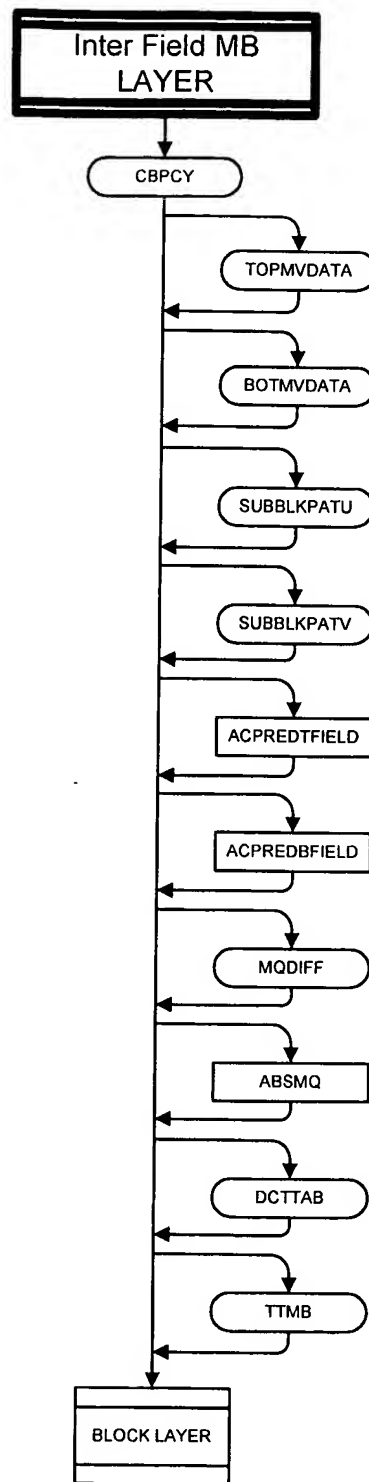 Inter Field MB
LAYER
CBPCY
TOPMVDATA
BOTMVDATA
SUBBLKPATU
SUBBLKPATV
ACPREDTFIELD
ACPREDBFIELD
MQDIFF
ABSMQ
DCTTAB
TTMB
BLOCK LAYER